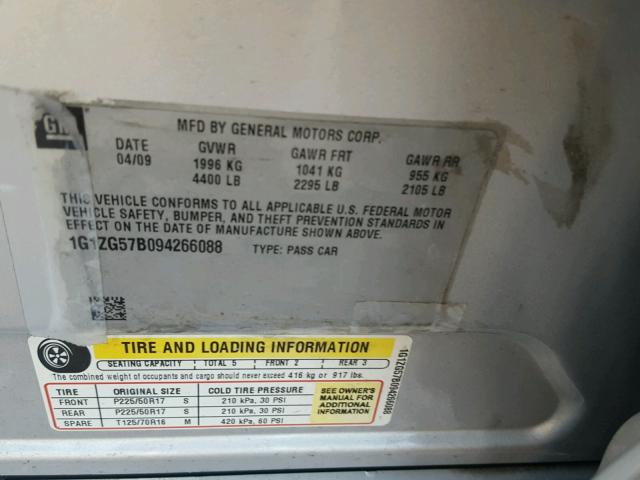 GM
MFD BY GENERAL MOTORS CORP.
DATE GVWR GAWR FRT GAWR RR
04/09 1996 KG 1041 KG 955 KG
4400 LB 2295 LB 2105 LB
THIS VEHICLE CONFORMS TO ALL APPLICABLE U.S. FEDERAL MOTOR
VEHICLE SAFETY, BUMPER, AND THEFT PREVENTION STANDARDS IN
EFFECT ON THE DATE OF MANUFACTURE SHOWN ABOVE.
1G1ZG57B094266088 TYPE: PASS CAR
TIRE AND LOADING INFORMATION
SEATING CAPACITY TOTAL 5 FRONT 2 REAR 3
The combined weight of occupants and cargo should never exceed 416 kg or 917 lbs.
TIRE ORIGINAL SIZE COLD TIRE PRESSURE
FRONT P225/50R17 S 210 kPa, 30 PSI
REAR P225/50R17 S 210 kPa, 30 PSI
SPARE T125/70R16 M 420 kPa, 60 PSI
SEE OWNER'S
MANUAL FOR
ADDITIONAL
INFORMATION
1G1ZG57B094266088